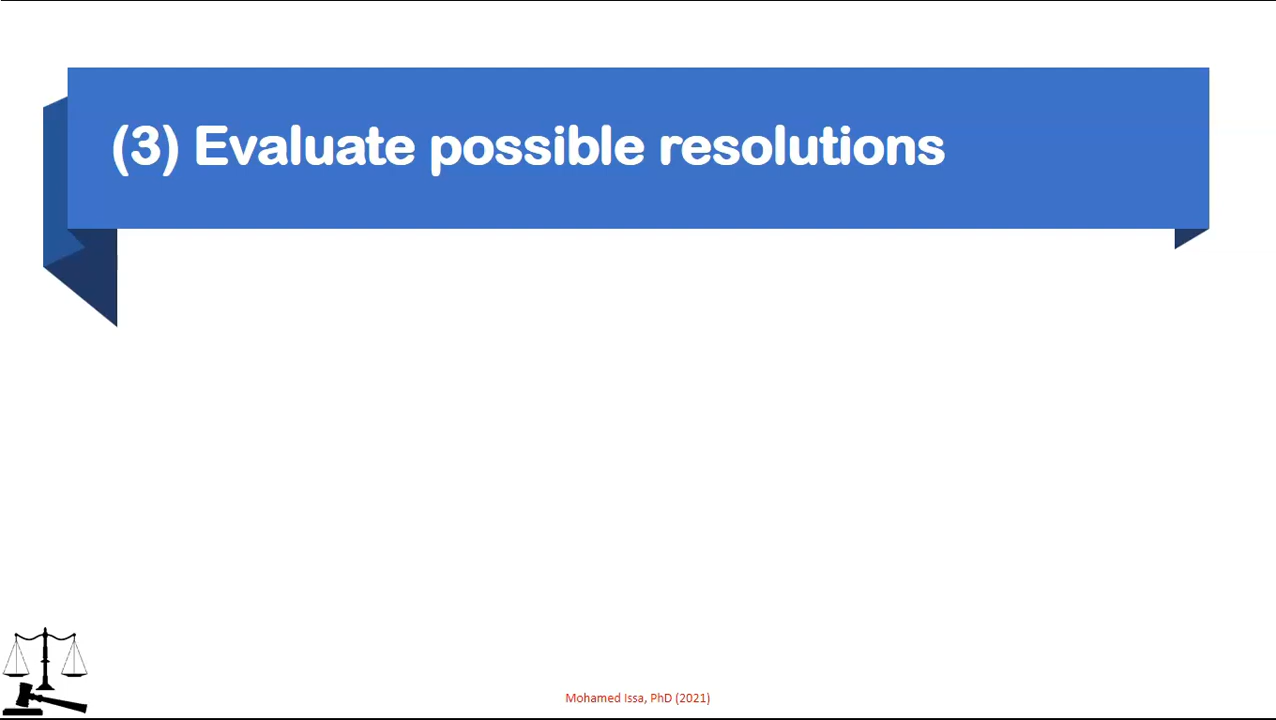 (3) Evaluate possible resolutions
Mohamed Issa, PhD (2021)